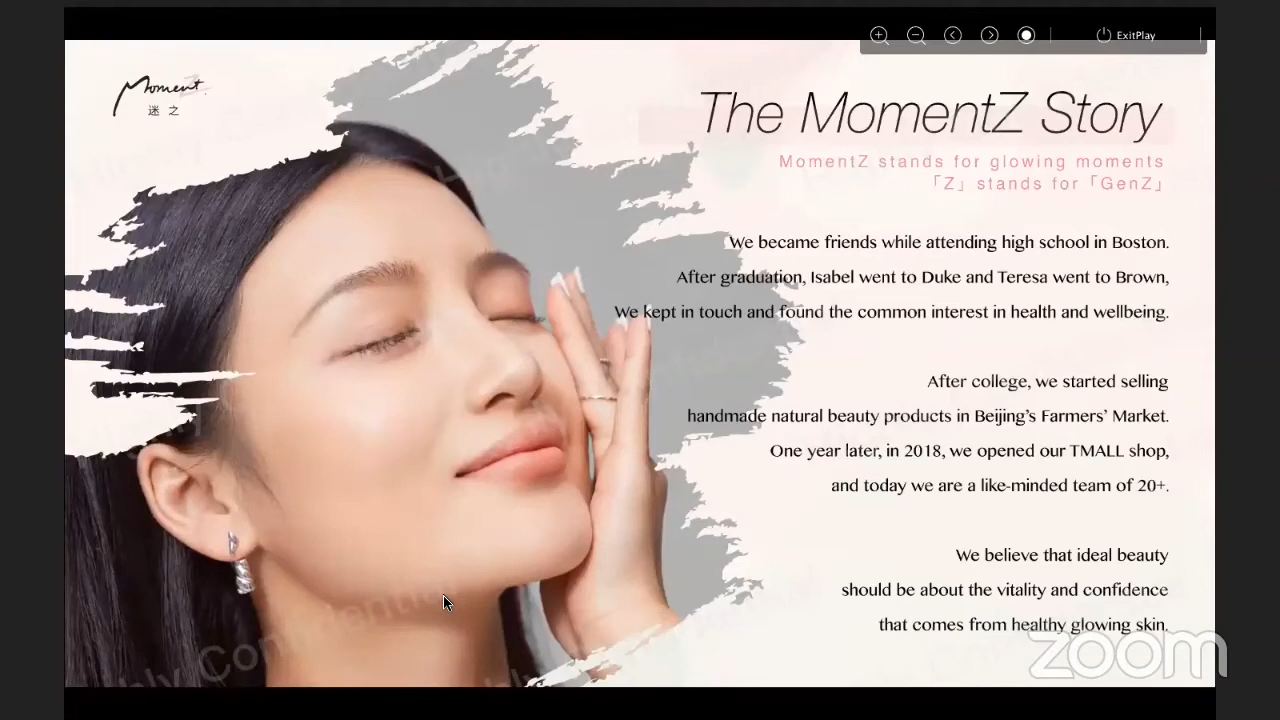 ExitPlay
MomentZ
迷之
The MomentZ Story
MomentZ stands for glowing moments
「Z」 stands for 「GenZ」
We became friends while attending high school in Boston.
After graduation, Isabel went to Duke and Teresa went to Brown,
We kept in touch and found the common interest in health and wellbeing.
After college, we started selling
handmade natural beauty products in Beijing's Farmers' Market.
One year later, in 2018, we opened our TMALL shop,
and today we are a like-minded team of 20+.
We believe that ideal beauty
should be about the vitality and confidence
that comes from healthy glowing skin.
zoom